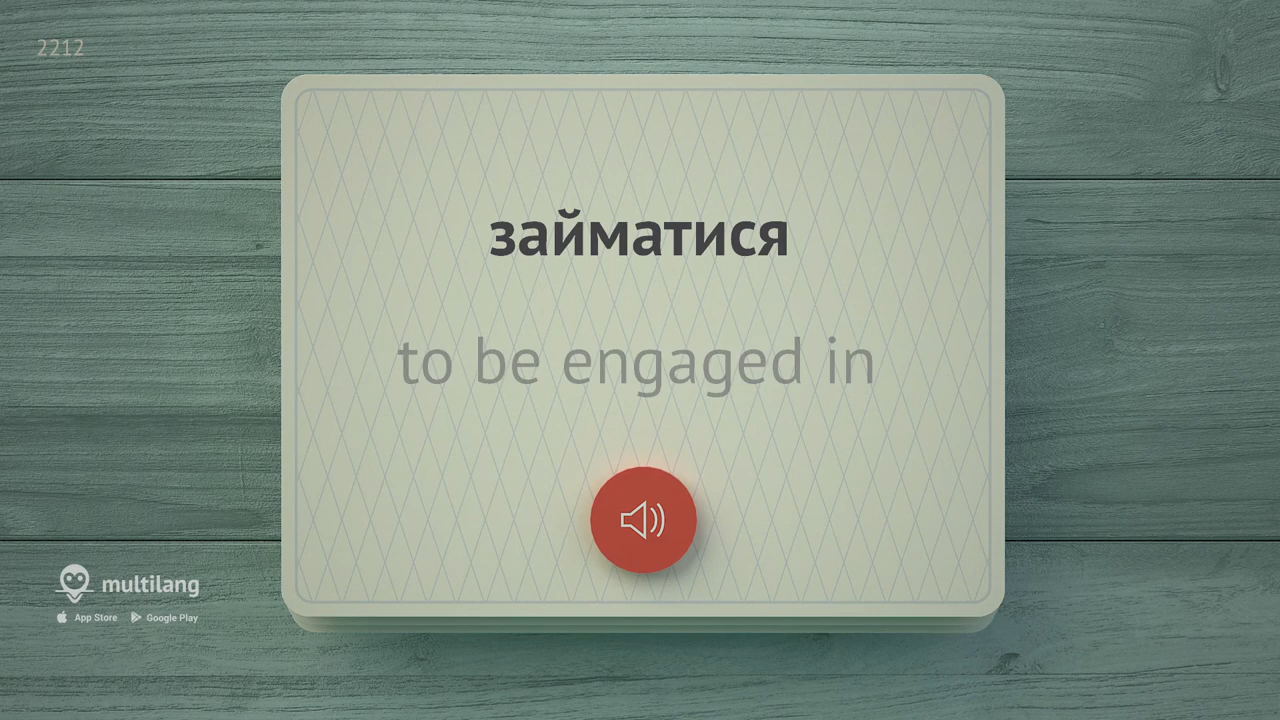 2212
займатися
to be engaged in
multilang
App Store Google Play